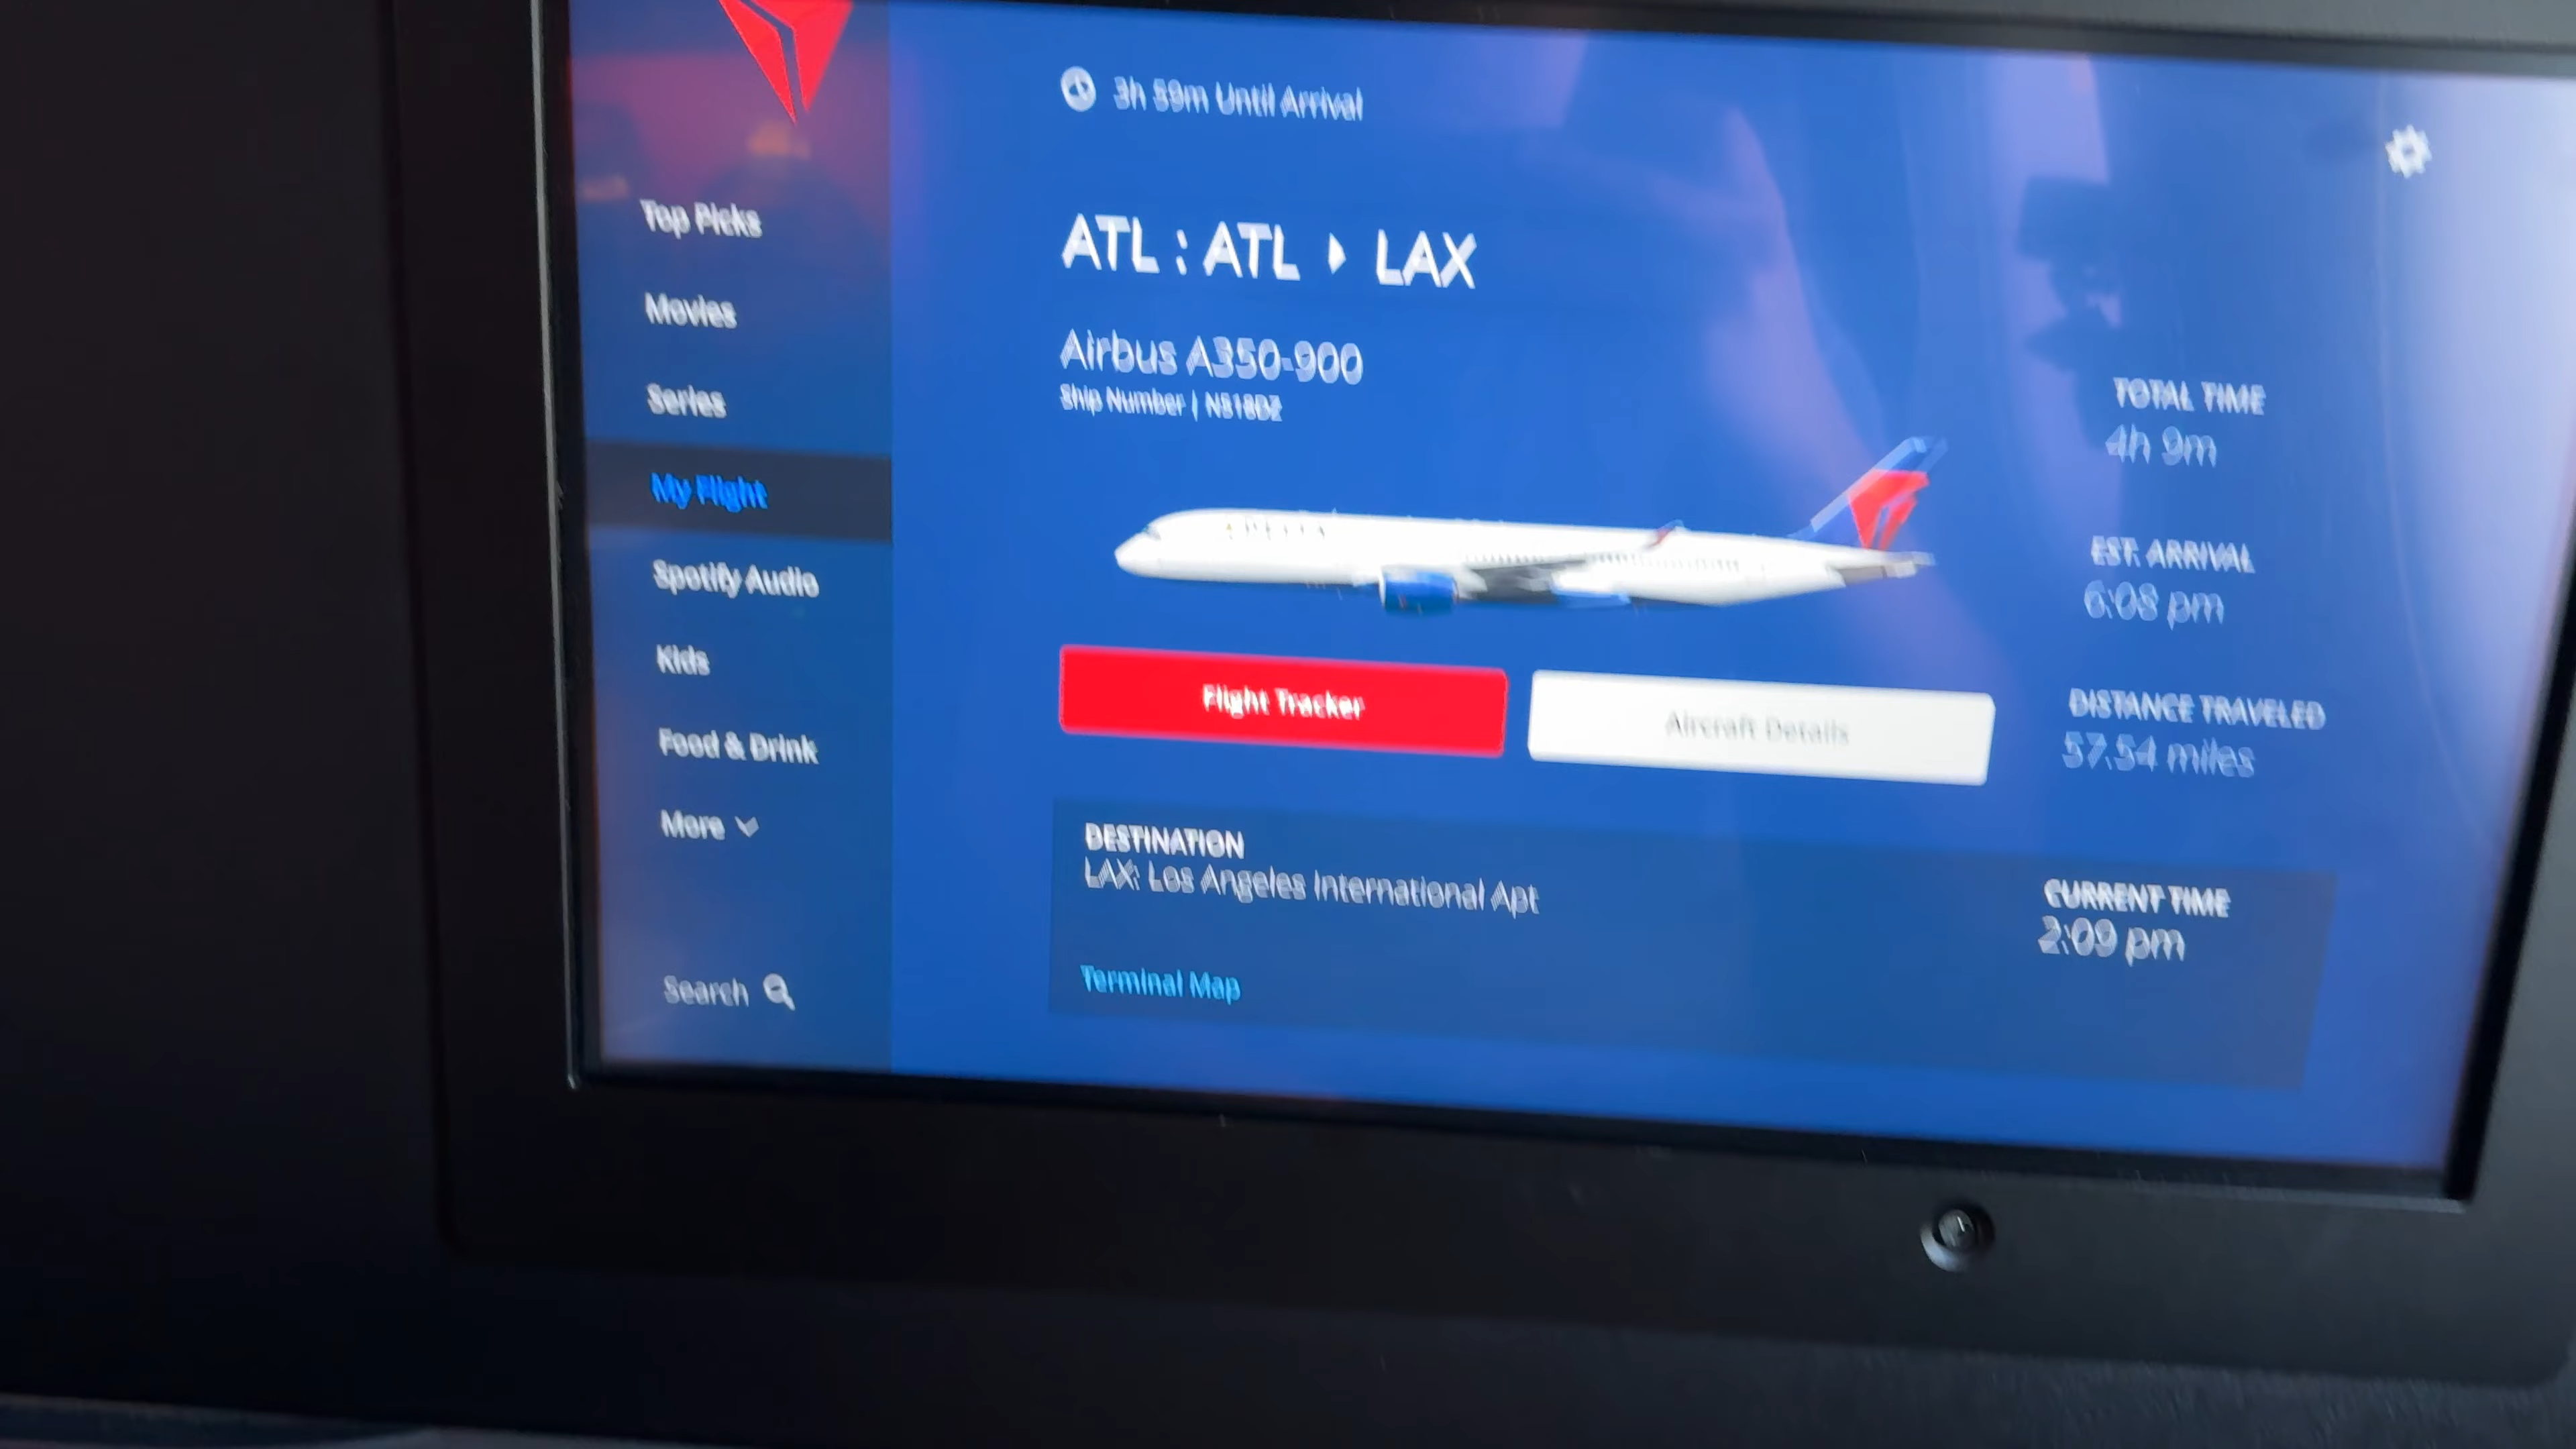 3h 59m Until Arrival
ATL : ATL ▸ LAX
Airbus A350-900
Ship Number | N518DZ
Top Picks
Movies
Series
My Flight
Spotify Audio
Kids
Food & Drink
More
Search
DELTA
TOTAL TIME
4h 9m
EST. ARRIVAL
6:08 pm
DISTANCE TRAVELED
57.54 miles
Flight Tracker
Aircraft Details
DESTINATION
LAX: Los Angeles International Apt
Terminal Map
CURRENT TIME
2:09 pm